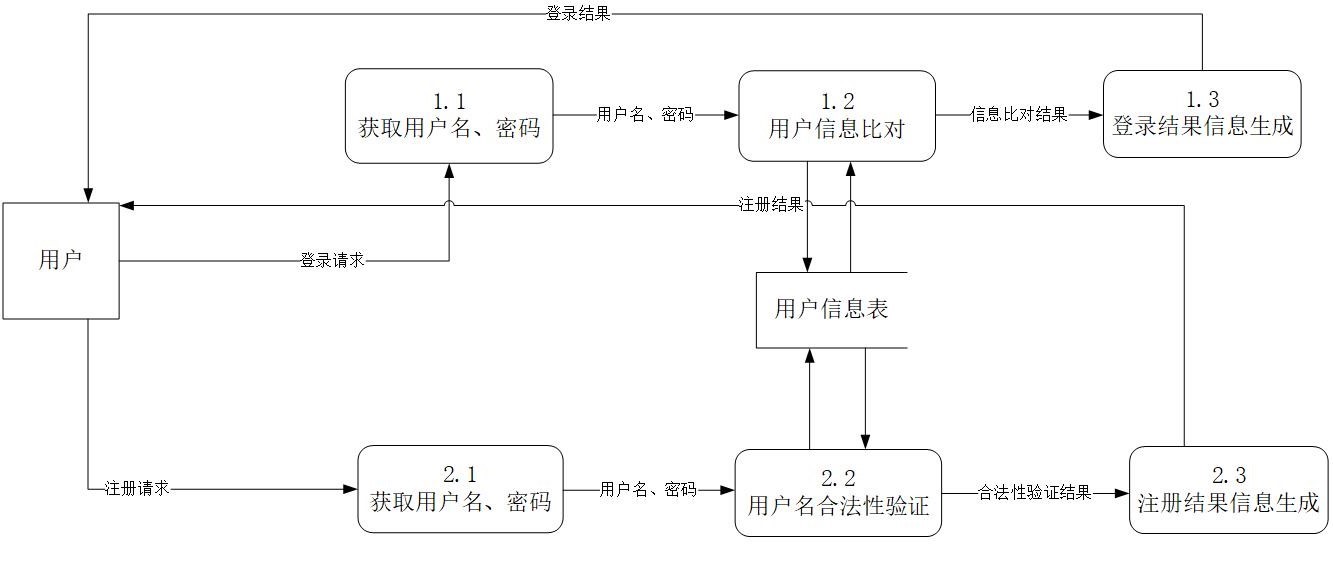 登录结果
1.1
获取用户名、密码
用户名、密码
1.2
用户信息比对
信息比对结果
1.3
登录结果信息生成
注册结果
用户
登录请求
用户信息表
注册请求
2.1
获取用户名、密码
用户名、密码
2.2
用户名合法性验证
合法性验证结果
2.3
注册结果信息生成